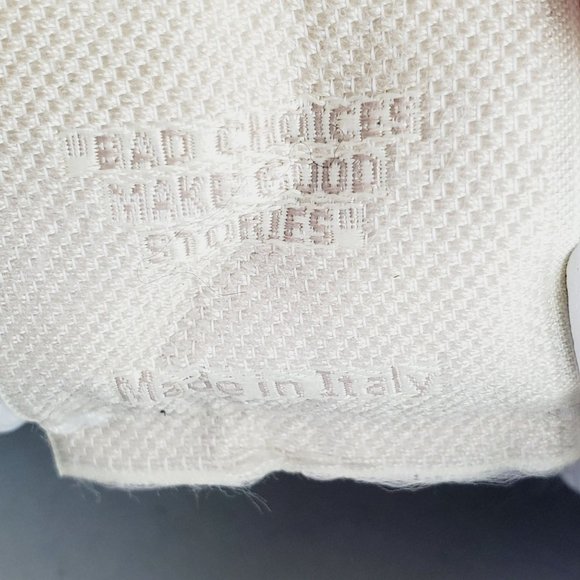 "BAD CHOICES
MAKE GOOD
STORIES"
Made in Italy